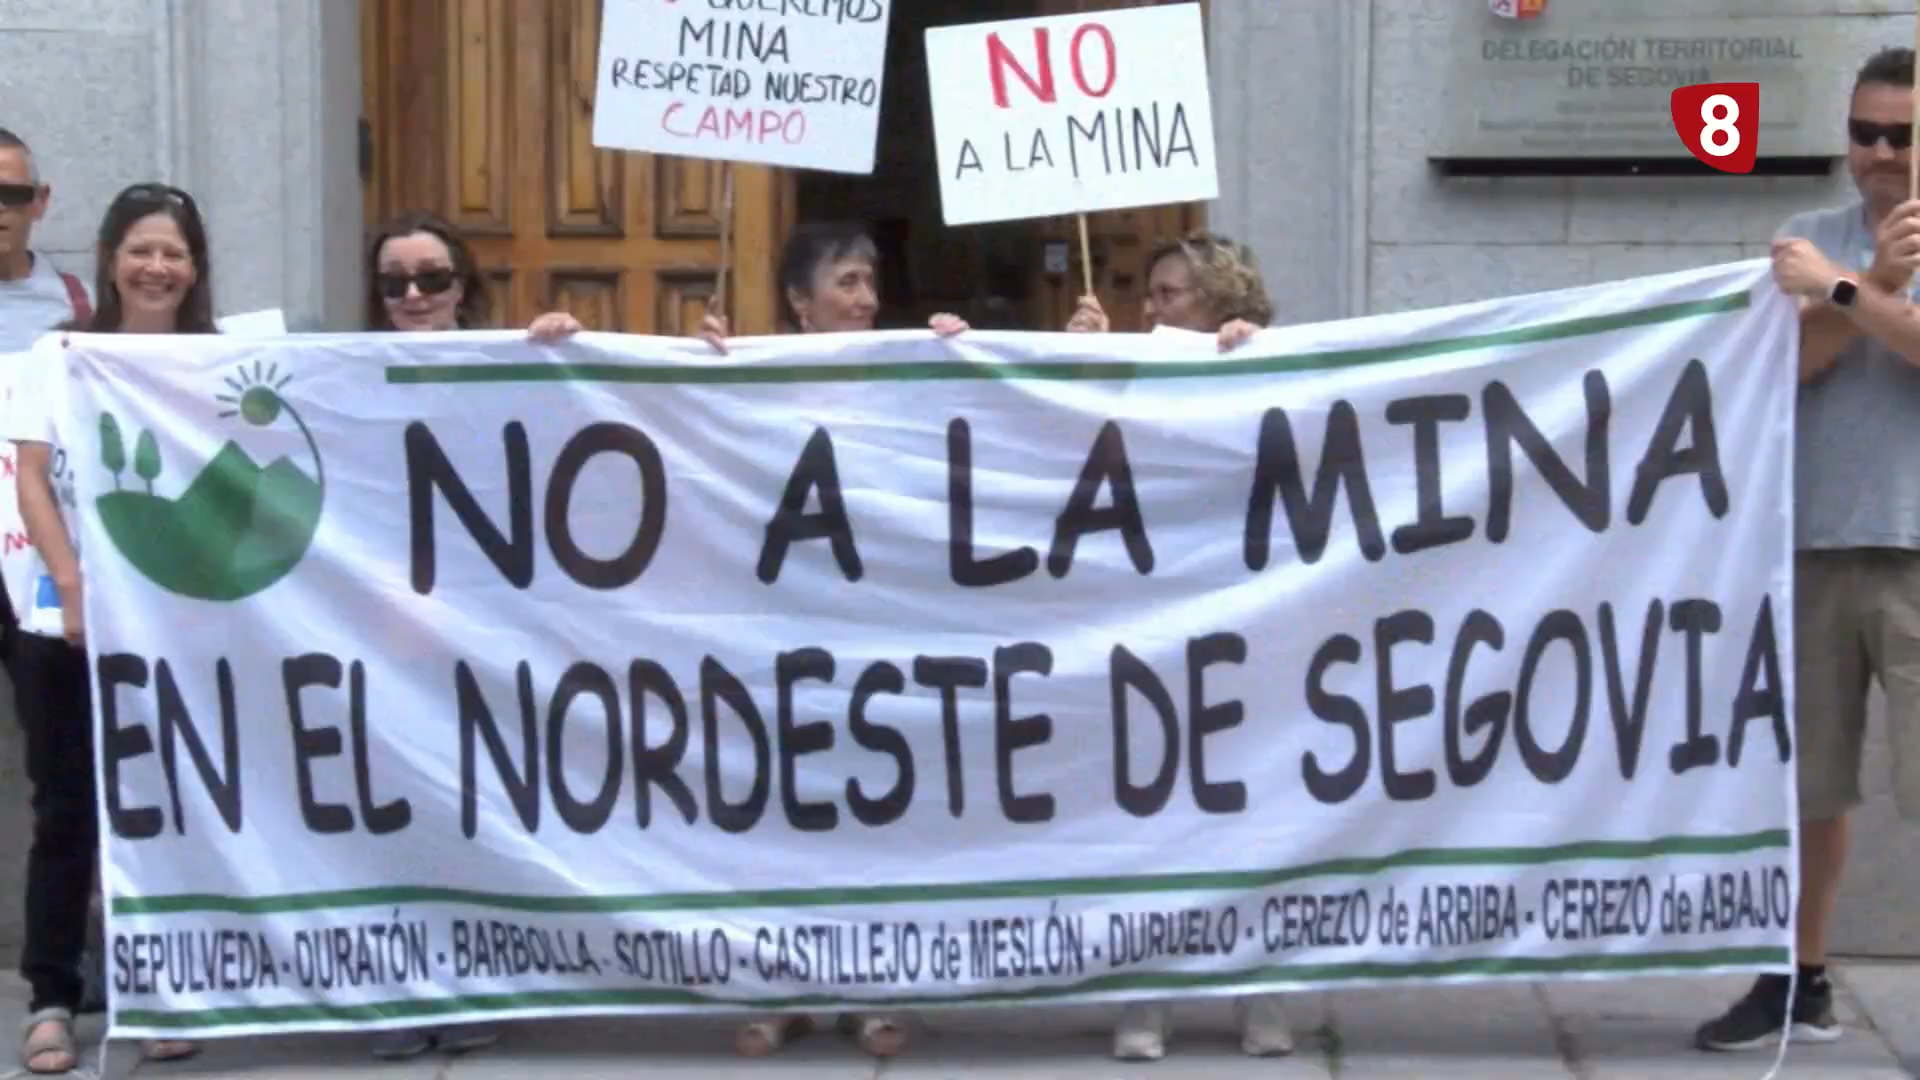 QUEREMOS
MINA
RESPETAD NUESTRO
CAMPO
NO
A LA MINA
DELEGACIÓN TERRITORIAL
DE SEGOVIA
8
NO A LA MINA
EN EL NORDESTE DE SEGOVIA
SEPULVEDA - DURATÓN - BARBOLLA - SOTILLO - CASTILLEJO de MESLÓN - DURUELO - CEREZO de ARRIBA - CEREZO de ABAJO